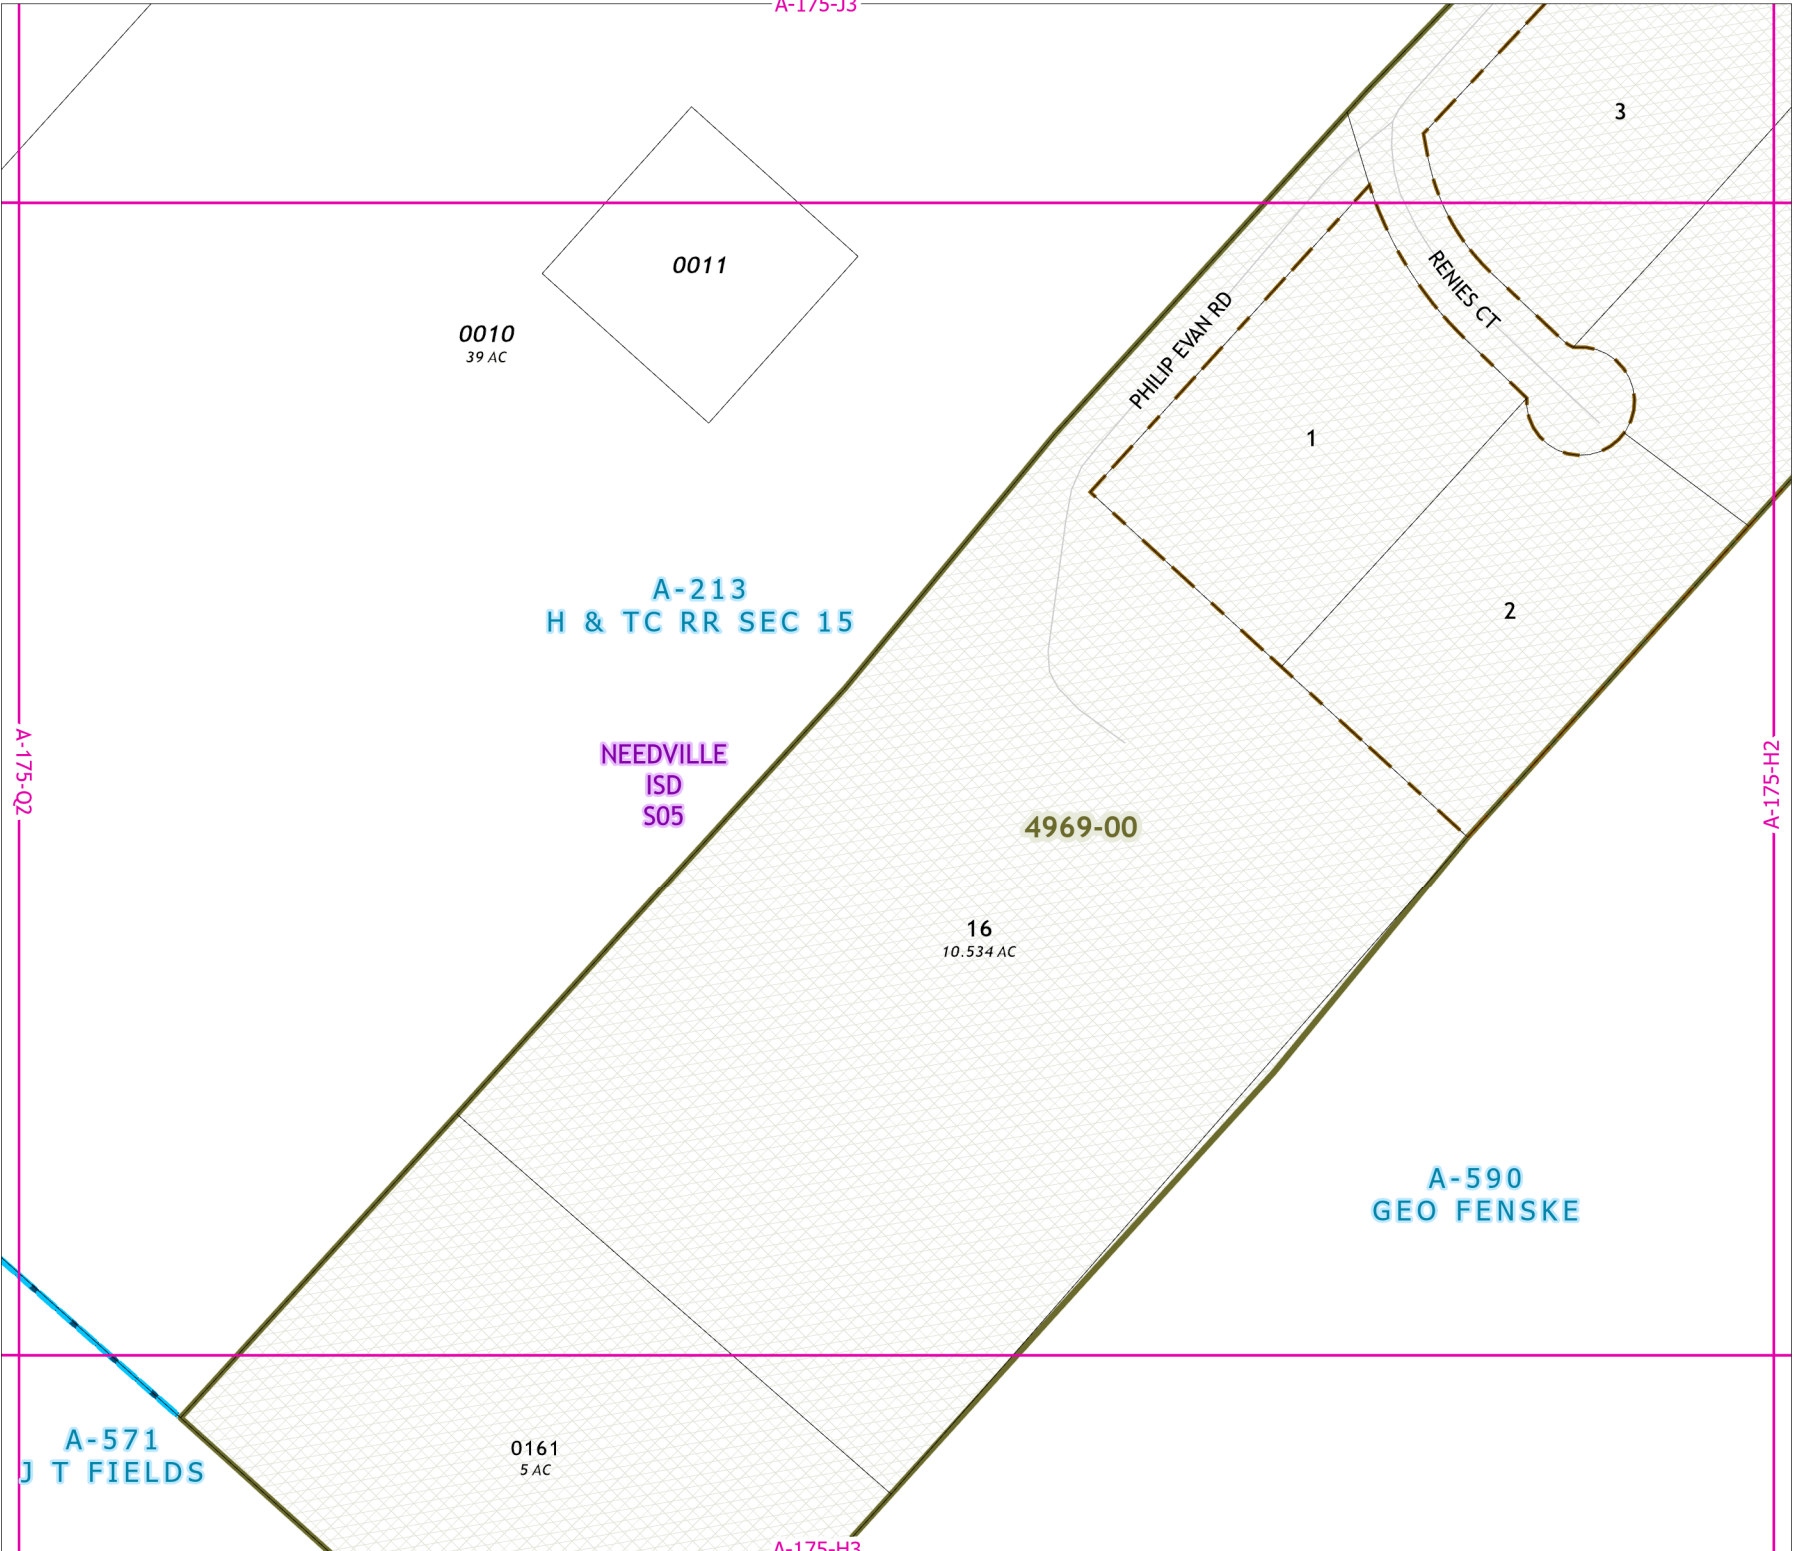 A-175-J3
3
0011
0010
39 AC
RENIES CT
PHILIP EVAN RD
1
A-213
H & TC RR SEC 15
2
NEEDVILLE
ISD
S05
A-175-Q2
A-175-H2
4969-00
16
10.534 AC
A-590
GEO FENSKE
A-571
J T FIELDS
0161
5 AC
A-175-H3